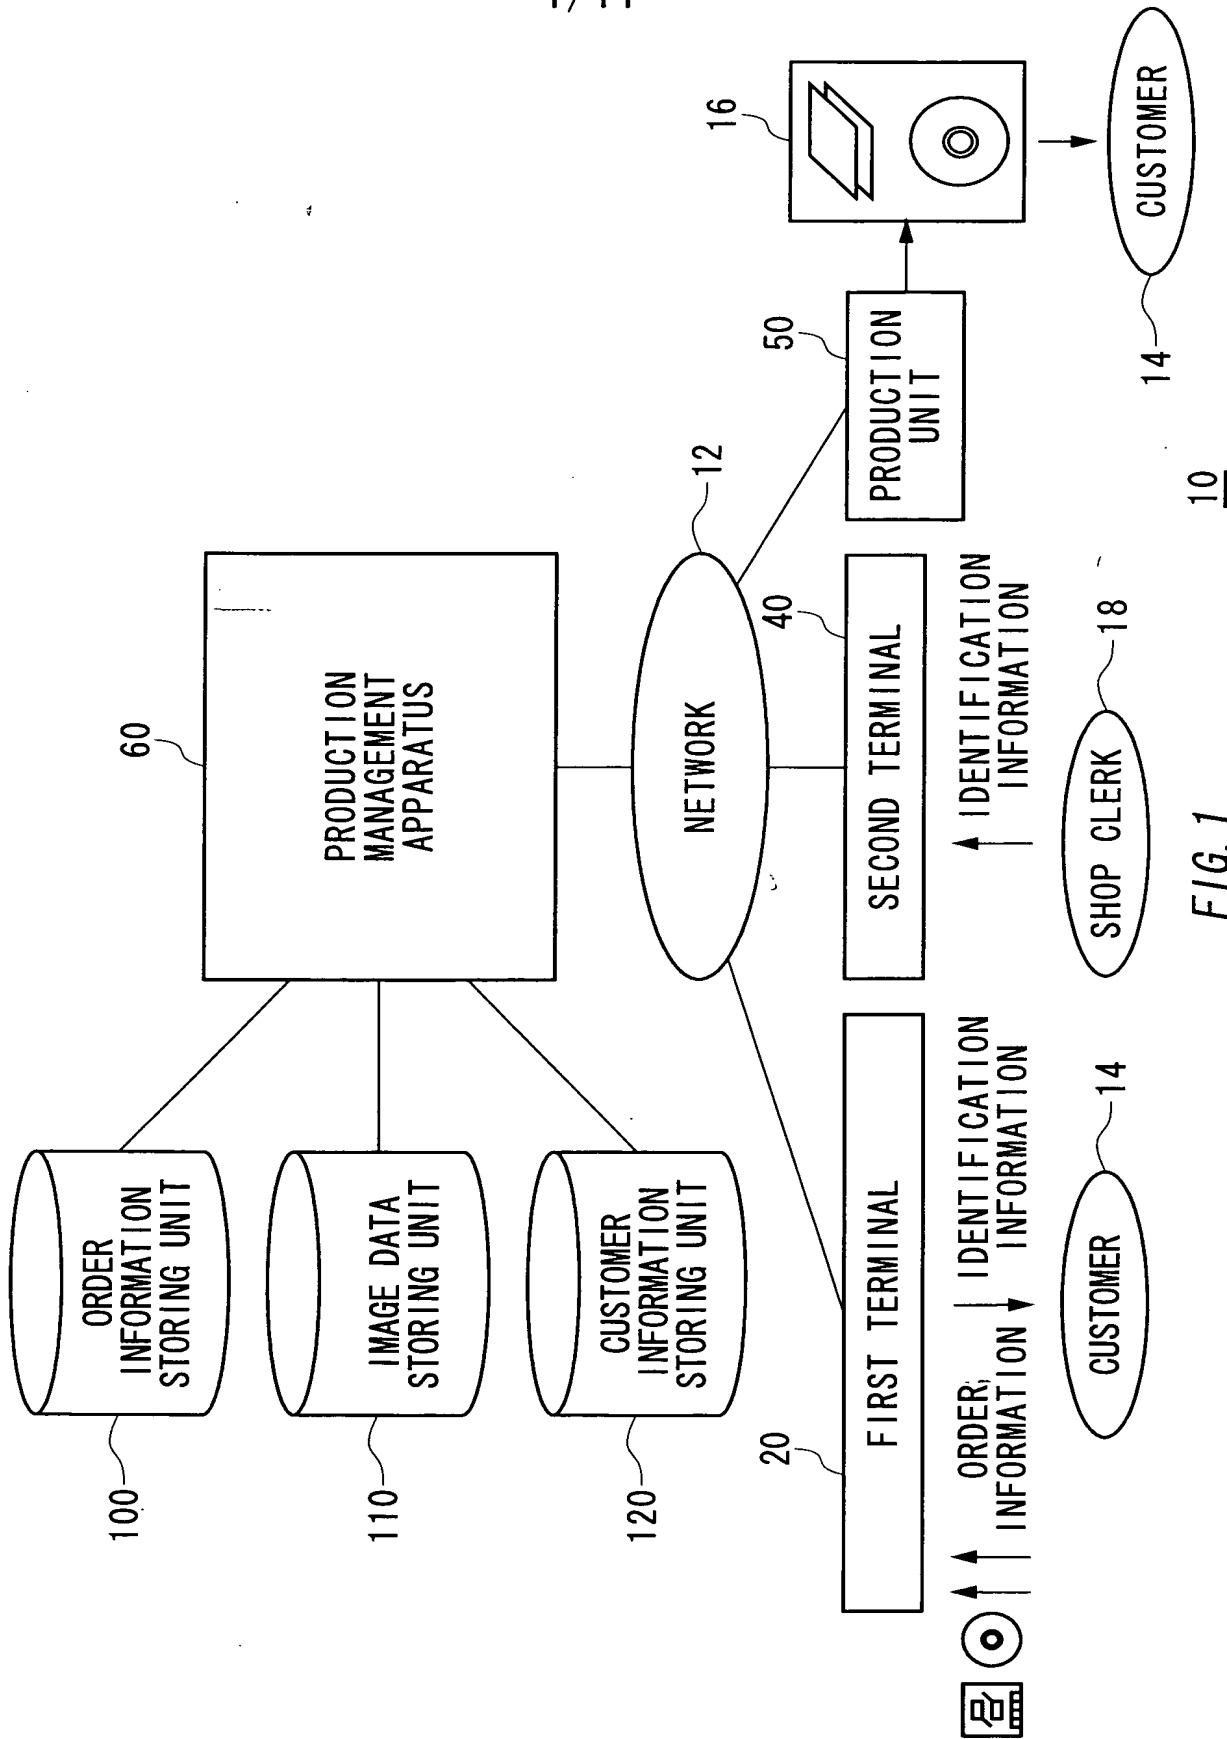 100
ORDER
INFORMATION
STORING UNIT
110
IMAGE DATA
STORING UNIT
120
CUSTOMER
INFORMATION
STORING UNIT
60
PRODUCTION
MANAGEMENT
APPARATUS
NETWORK
12
20
FIRST TERMINAL
40
SECOND TERMINAL
50
PRODUCTION
UNIT
16
ORDER
INFORMATION
IDENTIFICATION
INFORMATION
IDENTIFICATION
INFORMATION
CUSTOMER
14
SHOP CLERK
18
14
CUSTOMER
10
FIG. 1